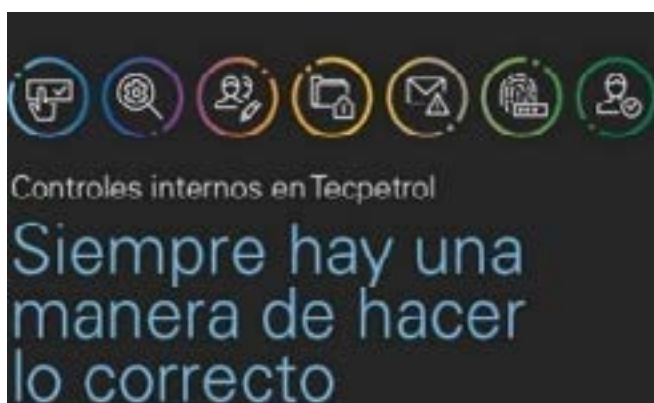 Controles internos en Tecpetrol
Siempre hay una
manera de hacer
lo correcto